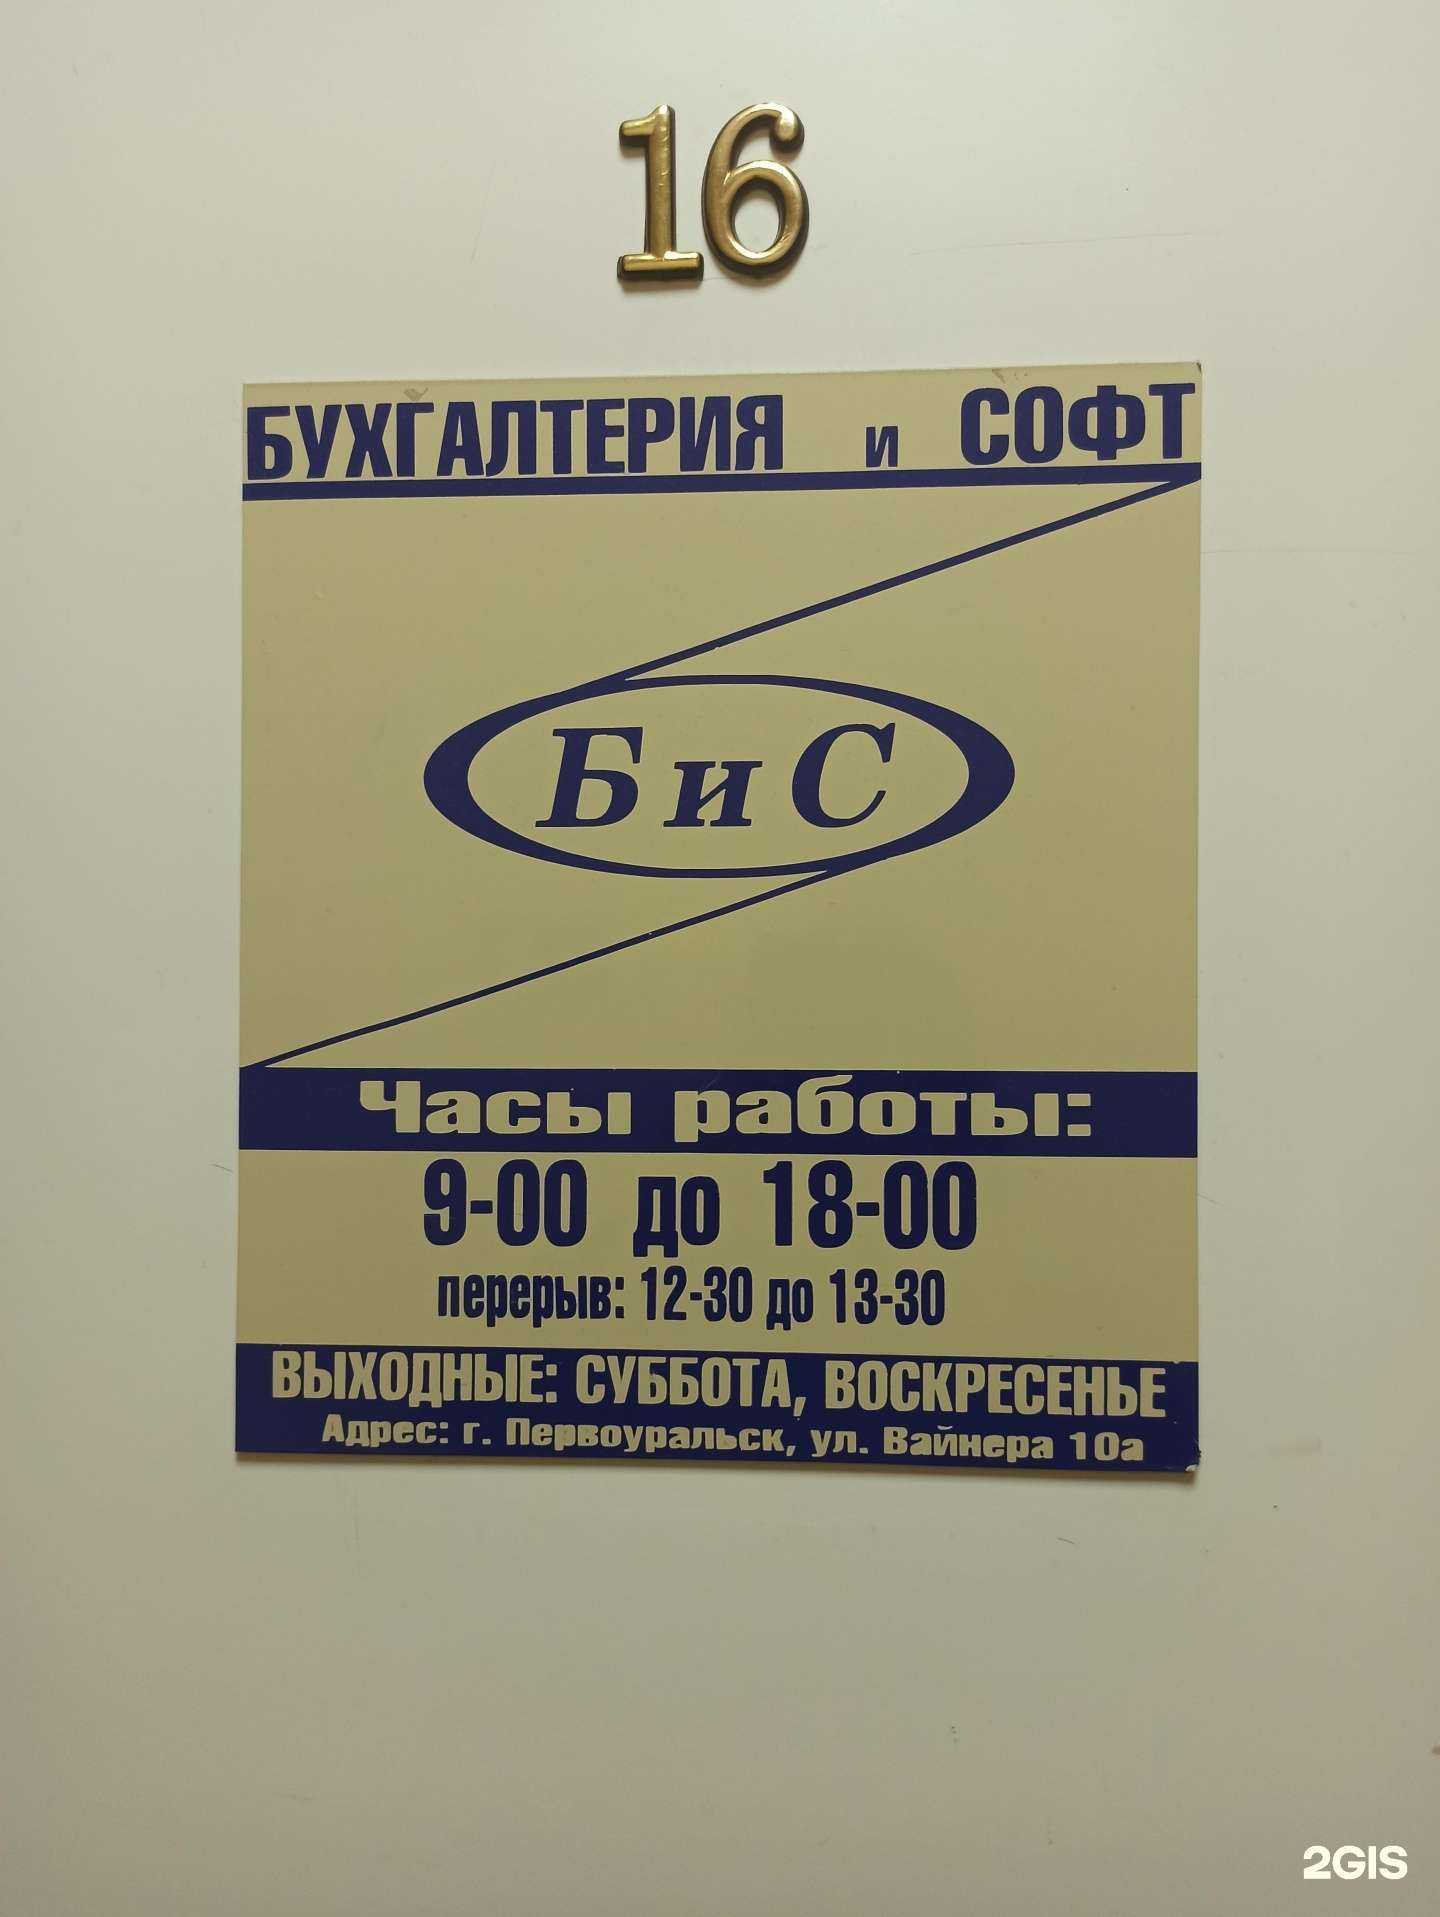 16
БУХГАЛТЕРИЯ и СОФТ
БиС
Часы работы:
9-00 до 18-00
перерыв: 12-30 до 13-30
ВЫХОДНЫЕ: СУББОТА, ВОСКРЕСЕНЬЕ
Адрес: г. Первоуральск, ул. Вайнера 10а
2GIS